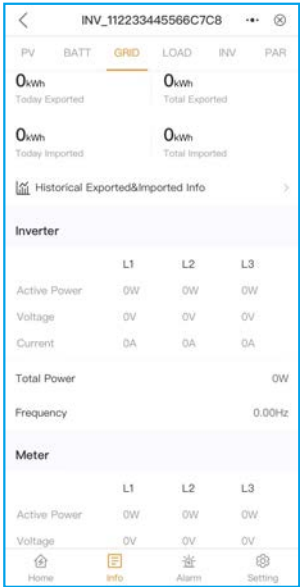 INV_112233445566C7C8
PV BATT GRID LOAD INV PAR
0kWh 0kWh
Today Exported Total Exported
0kWh 0kWh
Today Imported Total Imported
Historical Exported&Imported Info
Inverter
L1 L2 L3
Active Power 0W 0W 0W
Voltage 0V 0V 0V
Current 0A 0A 0A
Total Power 0W
Frequency 0.00Hz
Meter
L1 L2 L3
Active Power 0W 0W 0W
Voltage 0V 0V 0V
Home Info Alarm Setting